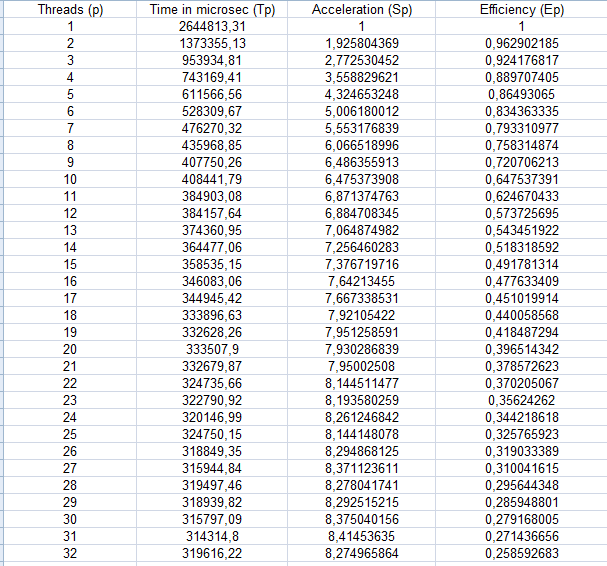 Threads (p) Time in microsec (Tp) Acceleration (Sp) Efficiency (Ep)
1 2644813,31 1 1
2 1373355,13 1,925804369 0,962902185
3 953934,81 2,772530452 0,924176817
4 743169,41 3,558829621 0,889707405
5 611566,56 4,324653248 0,86493065
6 528309,67 5,006180012 0,834363335
7 476270,32 5,553176839 0,793310977
8 435968,85 6,066518996 0,758314874
9 407750,26 6,486355913 0,720706213
10 408441,79 6,475373908 0,647537391
11 384903,08 6,871374763 0,624670433
12 384157,64 6,884708345 0,573725695
13 374360,95 7,064874982 0,543451922
14 364477,06 7,256460283 0,518318592
15 358535,15 7,376719716 0,491781314
16 346083,06 7,64213455 0,477633409
17 344945,42 7,667338531 0,451019914
18 333896,63 7,92105422 0,440058568
19 332628,26 7,951258591 0,418487294
20 333507,9 7,930286839 0,396514342
21 332679,87 7,95002508 0,378572623
22 324735,66 8,144511477 0,370205067
23 322790,92 8,193580259 0,35624262
24 320146,99 8,261246842 0,344218618
25 324750,15 8,144148078 0,325765923
26 318849,35 8,294868125 0,319033389
27 315944,84 8,371123611 0,310041615
28 319497,46 8,278041741 0,295644348
29 318939,82 8,292515215 0,285948801
30 315797,09 8,375040156 0,279168005
31 314314,8 8,41453635 0,271436656
32 319616,22 8,274965864 0,258592683